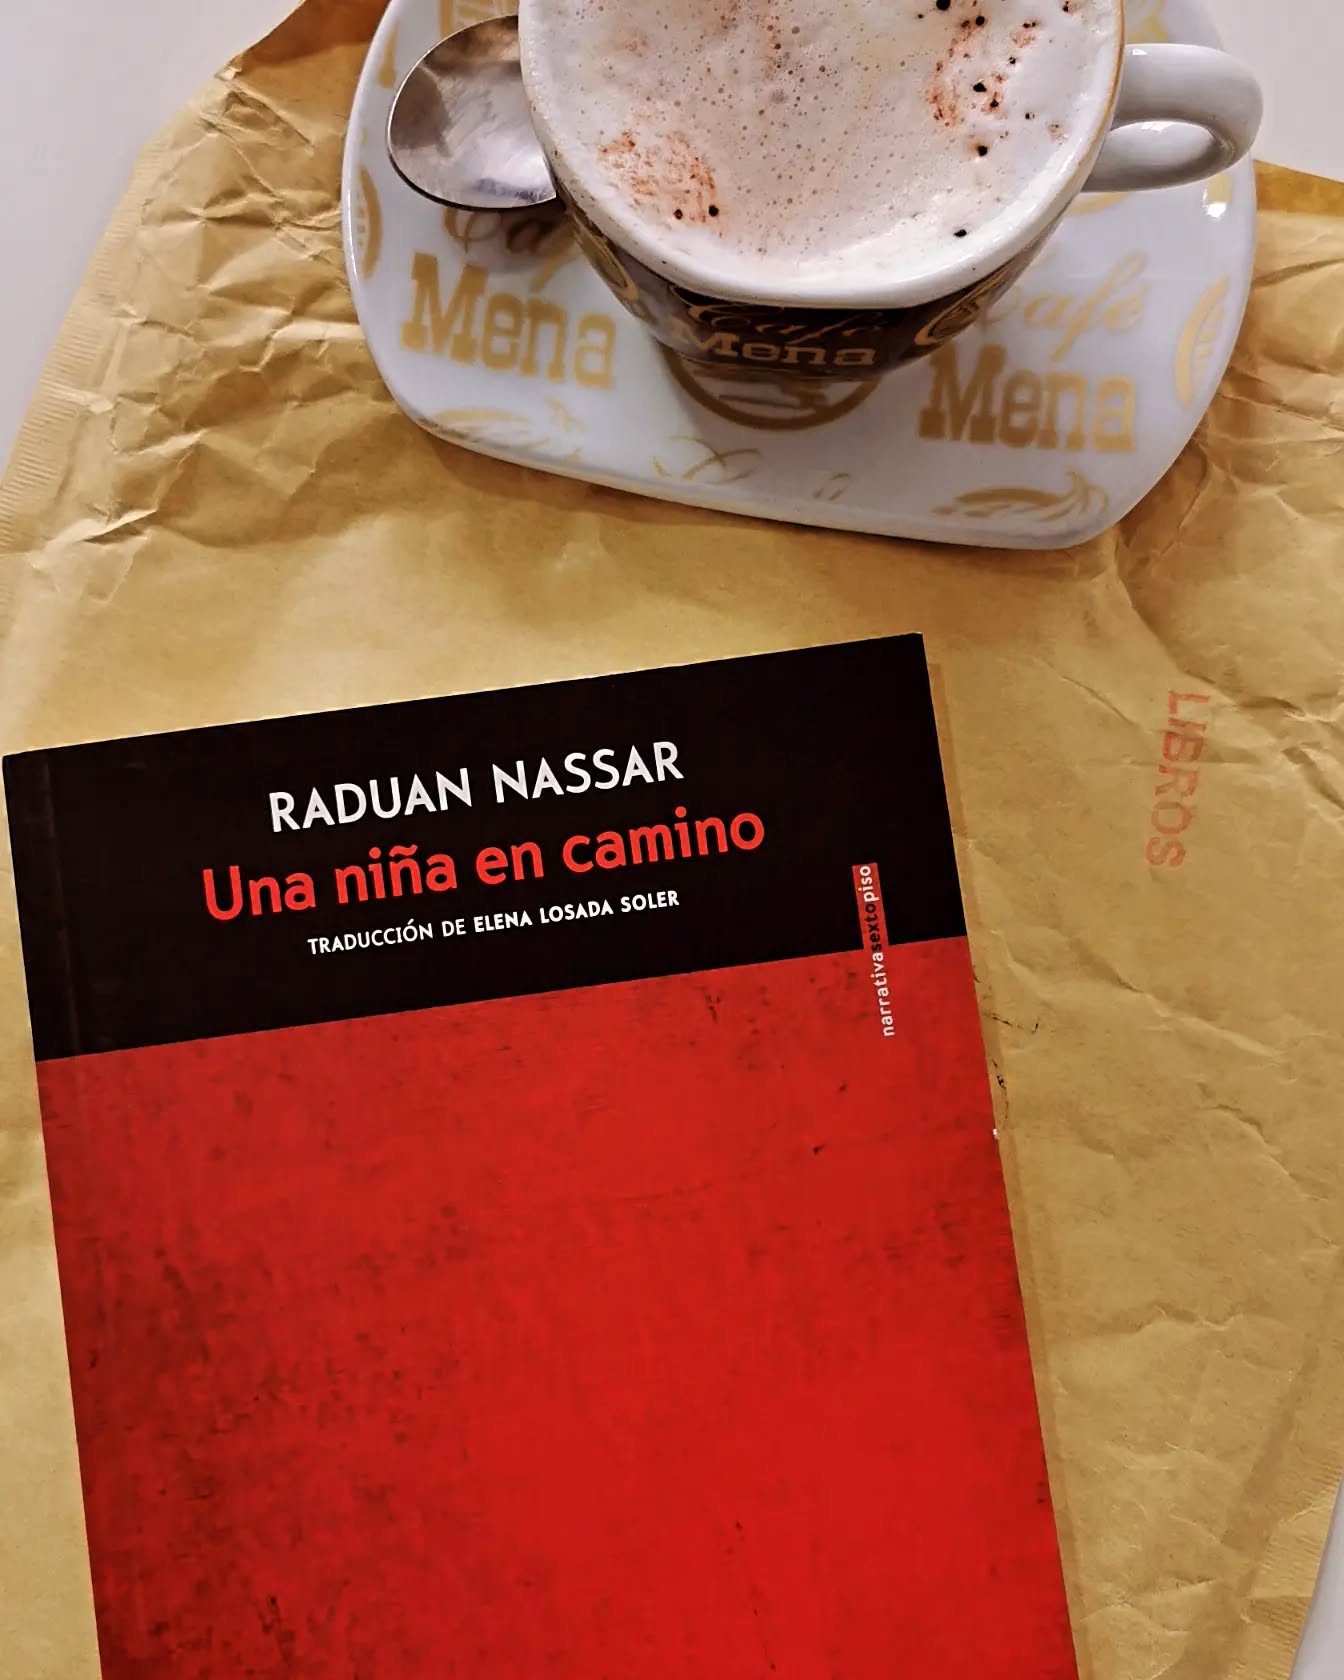 Café
Mena
Café
Mena
Café
Mena
LIBROS
RADUAN NASSAR
Una niña en camino
TRADUCCIÓN DE ELENA LOSADA SOLER
narrativasextopiso